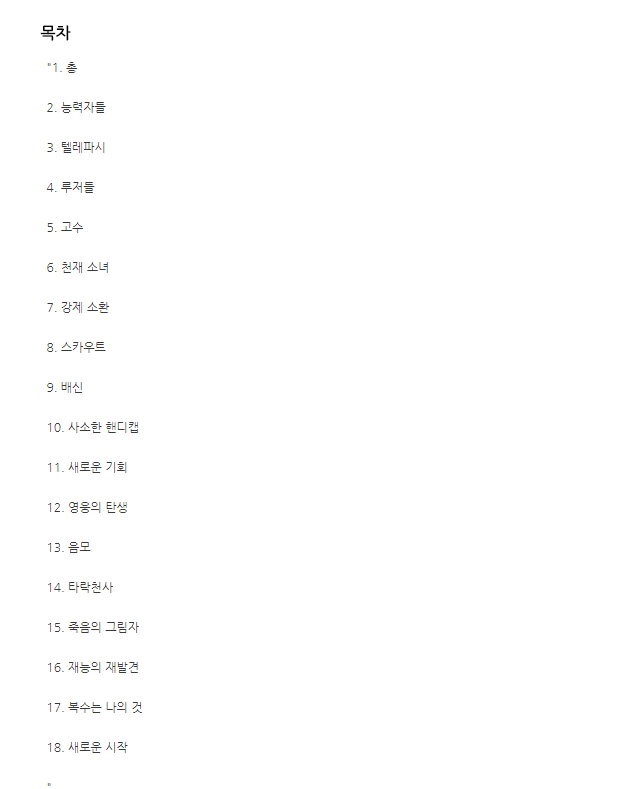 목차
"1. 총
2. 능력자들
3. 텔레파시
4. 루저들
5. 고수
6. 천재 소녀
7. 강제 소환
8. 스카우트
9. 배신
10. 사소한 핸디캡
11. 새로운 기회
12. 영웅의 탄생
13. 음모
14. 타락천사
15. 죽음의 그림자
16. 재능의 재발견
17. 복수는 나의 것
18. 새로운 시작
"